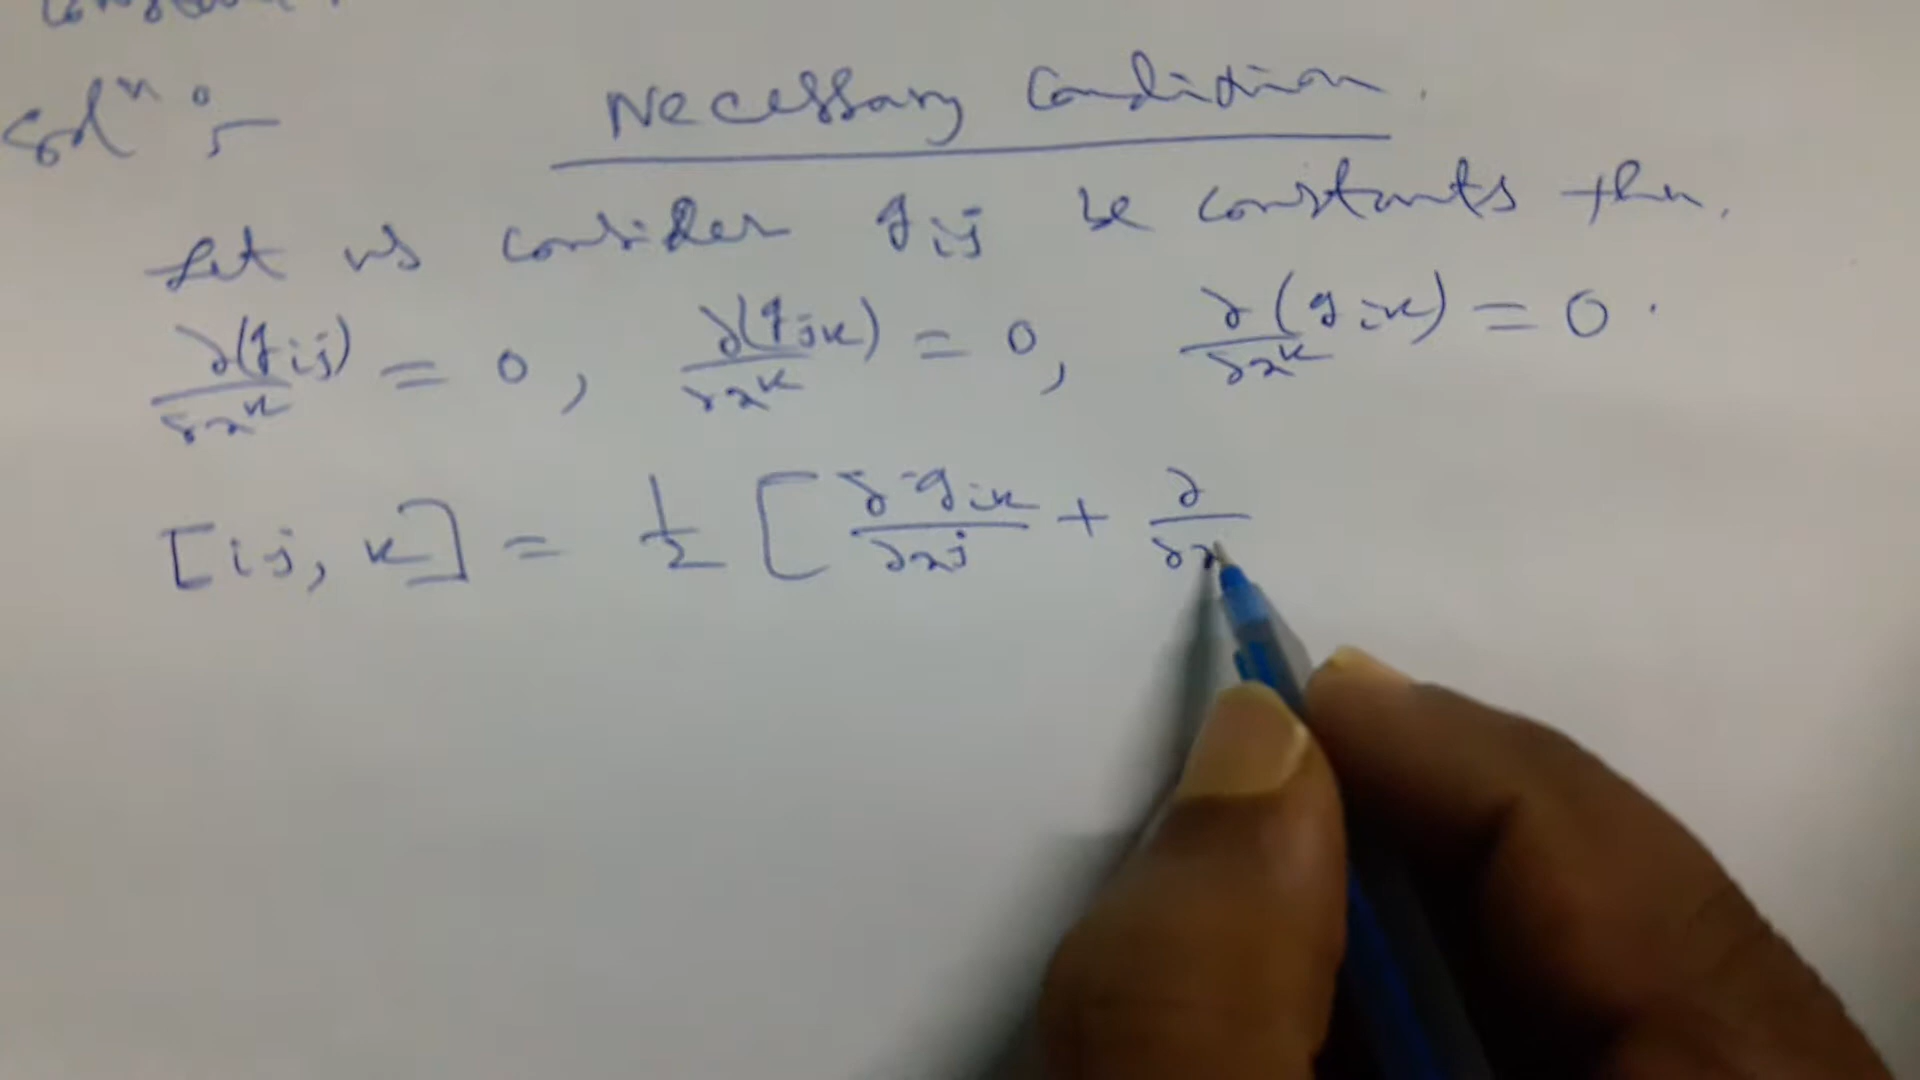 Solⁿ :-
Necessary Condition.
Let us consider gij be constants then,
∂(gij)/∂xᵏ = 0, ∂(gjk)/∂xᵏ = 0, ∂(gik)/∂xᵏ = 0.
[ij, k] = 1/2 [∂gik/∂xʲ + ∂/∂x